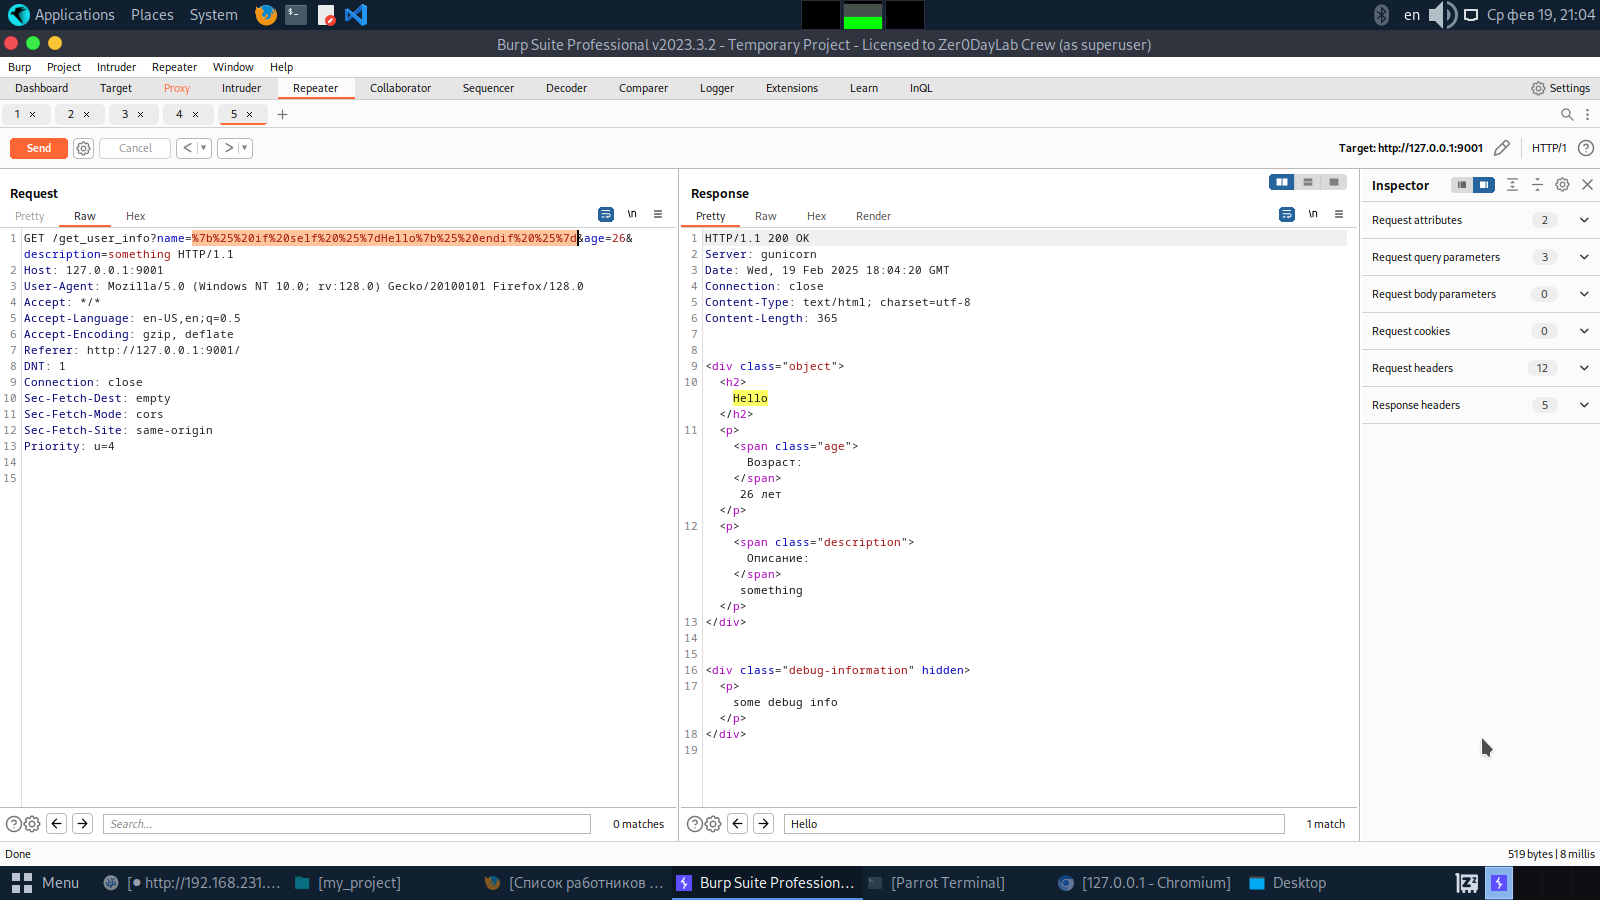 Applications Places System en Ср фев 19, 21:04
Burp Suite Professional v2023.3.2 - Temporary Project - Licensed to Zer0DayLab Crew (as superuser)
Burp Project Intruder Repeater Window Help
Dashboard Target Proxy Intruder Repeater Collaborator Sequencer Decoder Comparer Logger Extensions Learn InQL Settings
1 × 2 × 3 × 4 × 5 × +
Send Cancel < > Target: http://127.0.0.1:9001 HTTP/1 ?
Request
Pretty Raw Hex \n
1 GET /get_user_info?name=%7b%25%20if%20self%20%25%7dHello%7b%25%20endif%20%25%7d&age=26&
description=something HTTP/1.1
2 Host: 127.0.0.1:9001
3 User-Agent: Mozilla/5.0 (Windows NT 10.0; rv:128.0) Gecko/20100101 Firefox/128.0
4 Accept: */*
5 Accept-Language: en-US,en;q=0.5
6 Accept-Encoding: gzip, deflate
7 Referer: http://127.0.0.1:9001/
8 DNT: 1
9 Connection: close
10 Sec-Fetch-Dest: empty
11 Sec-Fetch-Mode: cors
12 Sec-Fetch-Site: same-origin
13 Priority: u=4
14
15
Search... 0 matches
Response
Pretty Raw Hex Render \n
1 HTTP/1.1 200 OK
2 Server: gunicorn
3 Date: Wed, 19 Feb 2025 18:04:20 GMT
4 Connection: close
5 Content-Type: text/html; charset=utf-8
6 Content-Length: 365
7
8
9 <div class="object">
10 <h2>
Hello
</h2>
11 <p>
<span class="age">
Возраст:
</span>
26 лет
</p>
12 <p>
<span class="description">
Описание:
</span>
something
</p>
13 </div>
14
15
16 <div class="debug-information" hidden>
17 <p>
some debug info
</p>
18 </div>
19
Hello 1 match
Inspector
Request attributes 2
Request query parameters 3
Request body parameters 0
Request cookies 0
Request headers 12
Response headers 5
Done 519 bytes | 8 millis
Menu [● http://192.168.231.... [my_project] [Список работников ... Burp Suite Profession... [Parrot Terminal] [127.0.0.1 - Chromium] Desktop